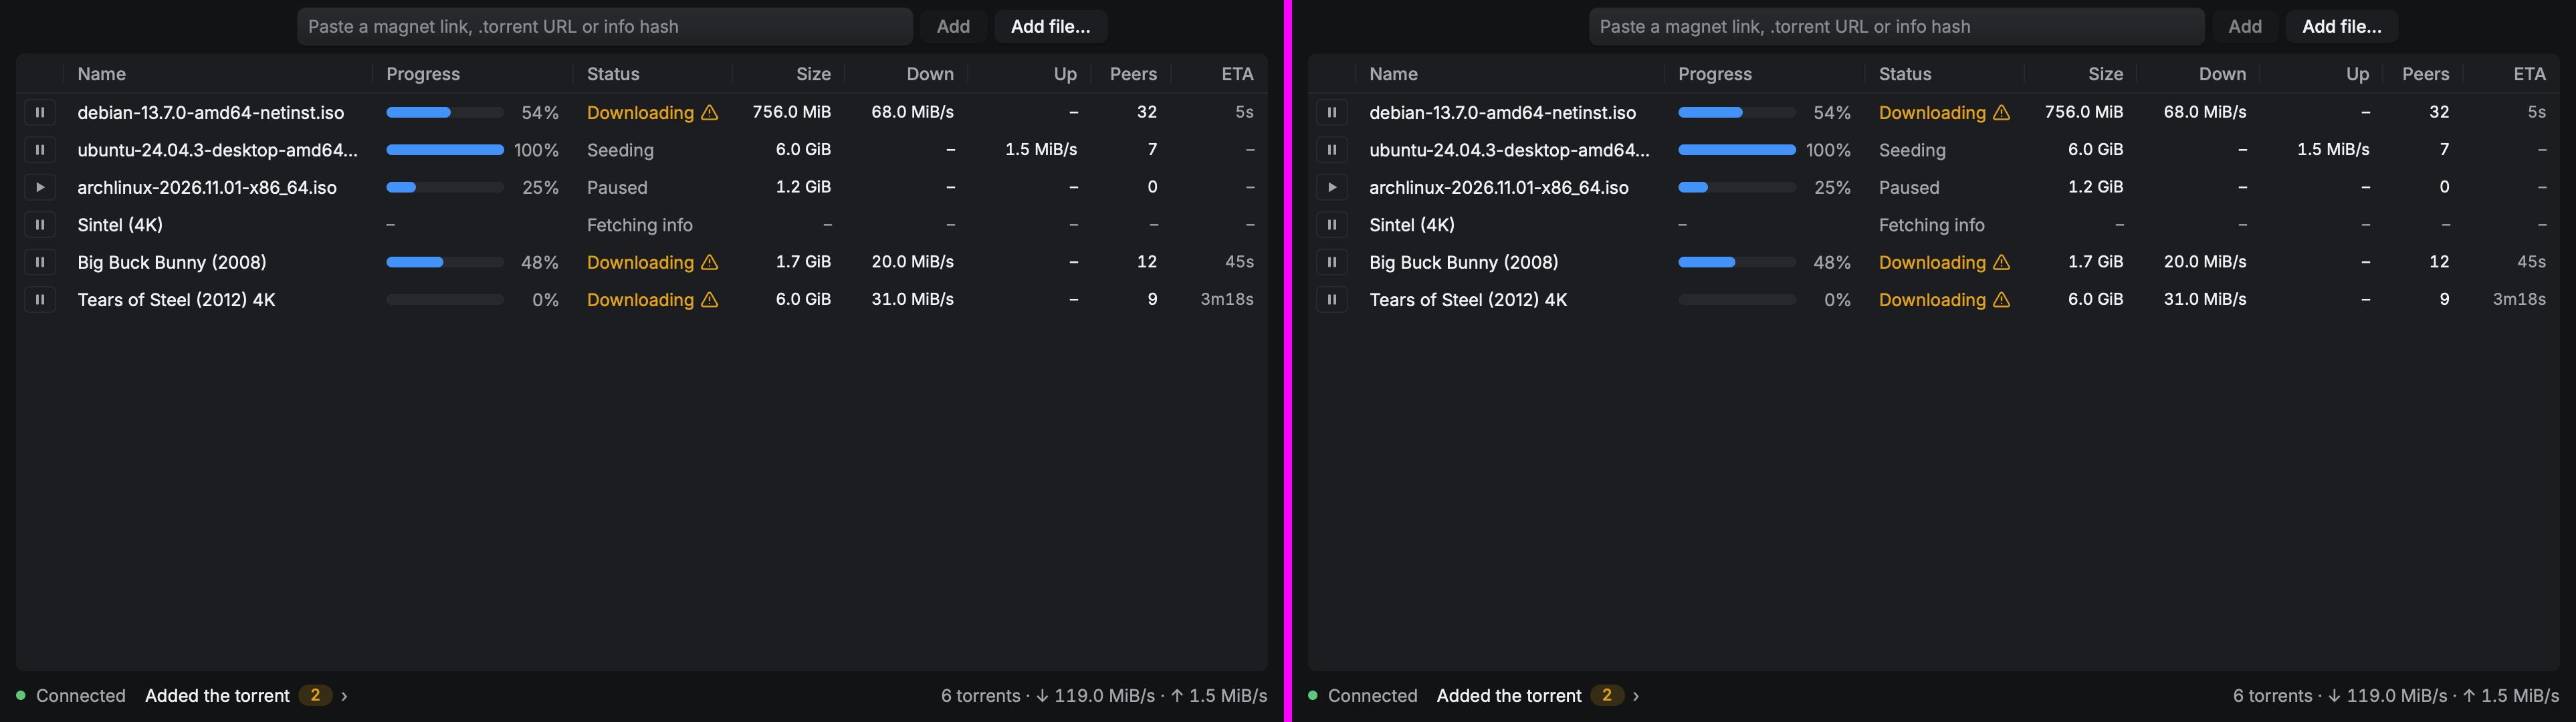 Paste a magnet link, .torrent URL or info hash Add Add file...
Name Progress Status Size Down Up Peers ETA
debian-13.7.0-amd64-netinst.iso 54% Downloading 756.0 MiB 68.0 MiB/s – 32 5s
ubuntu-24.04.3-desktop-amd64... 100% Seeding 6.0 GiB – 1.5 MiB/s 7 –
archlinux-2026.11.01-x86_64.iso 25% Paused 1.2 GiB – – 0 –
Sintel (4K) – Fetching info – – – – –
Big Buck Bunny (2008) 48% Downloading 1.7 GiB 20.0 MiB/s – 12 45s
Tears of Steel (2012) 4K 0% Downloading 6.0 GiB 31.0 MiB/s – 9 3m18s
Connected Added the torrent 2 › 6 torrents · ↓ 119.0 MiB/s · ↑ 1.5 MiB/s
Paste a magnet link, .torrent URL or info hash Add Add file...
Name Progress Status Size Down Up Peers ETA
debian-13.7.0-amd64-netinst.iso 54% Downloading 756.0 MiB 68.0 MiB/s – 32 5s
ubuntu-24.04.3-desktop-amd64... 100% Seeding 6.0 GiB – 1.5 MiB/s 7 –
archlinux-2026.11.01-x86_64.iso 25% Paused 1.2 GiB – – 0 –
Sintel (4K) – Fetching info – – – – –
Big Buck Bunny (2008) 48% Downloading 1.7 GiB 20.0 MiB/s – 12 45s
Tears of Steel (2012) 4K 0% Downloading 6.0 GiB 31.0 MiB/s – 9 3m18s
Connected Added the torrent 2 › 6 torrents · ↓ 119.0 MiB/s · ↑ 1.5 MiB/s